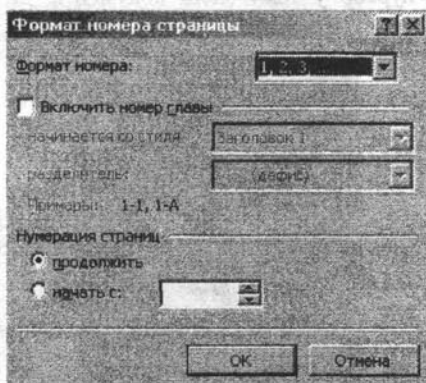 Формат номера страницы
Формат номера: 1, 2, 3 ...
Включить номер главы
начинается со стиля Заголовок 1
разделитель: - (дефис)
Примеры: 1-1, 1-A
Нумерация страниц
продолжить
начать с:
ОК Отмена